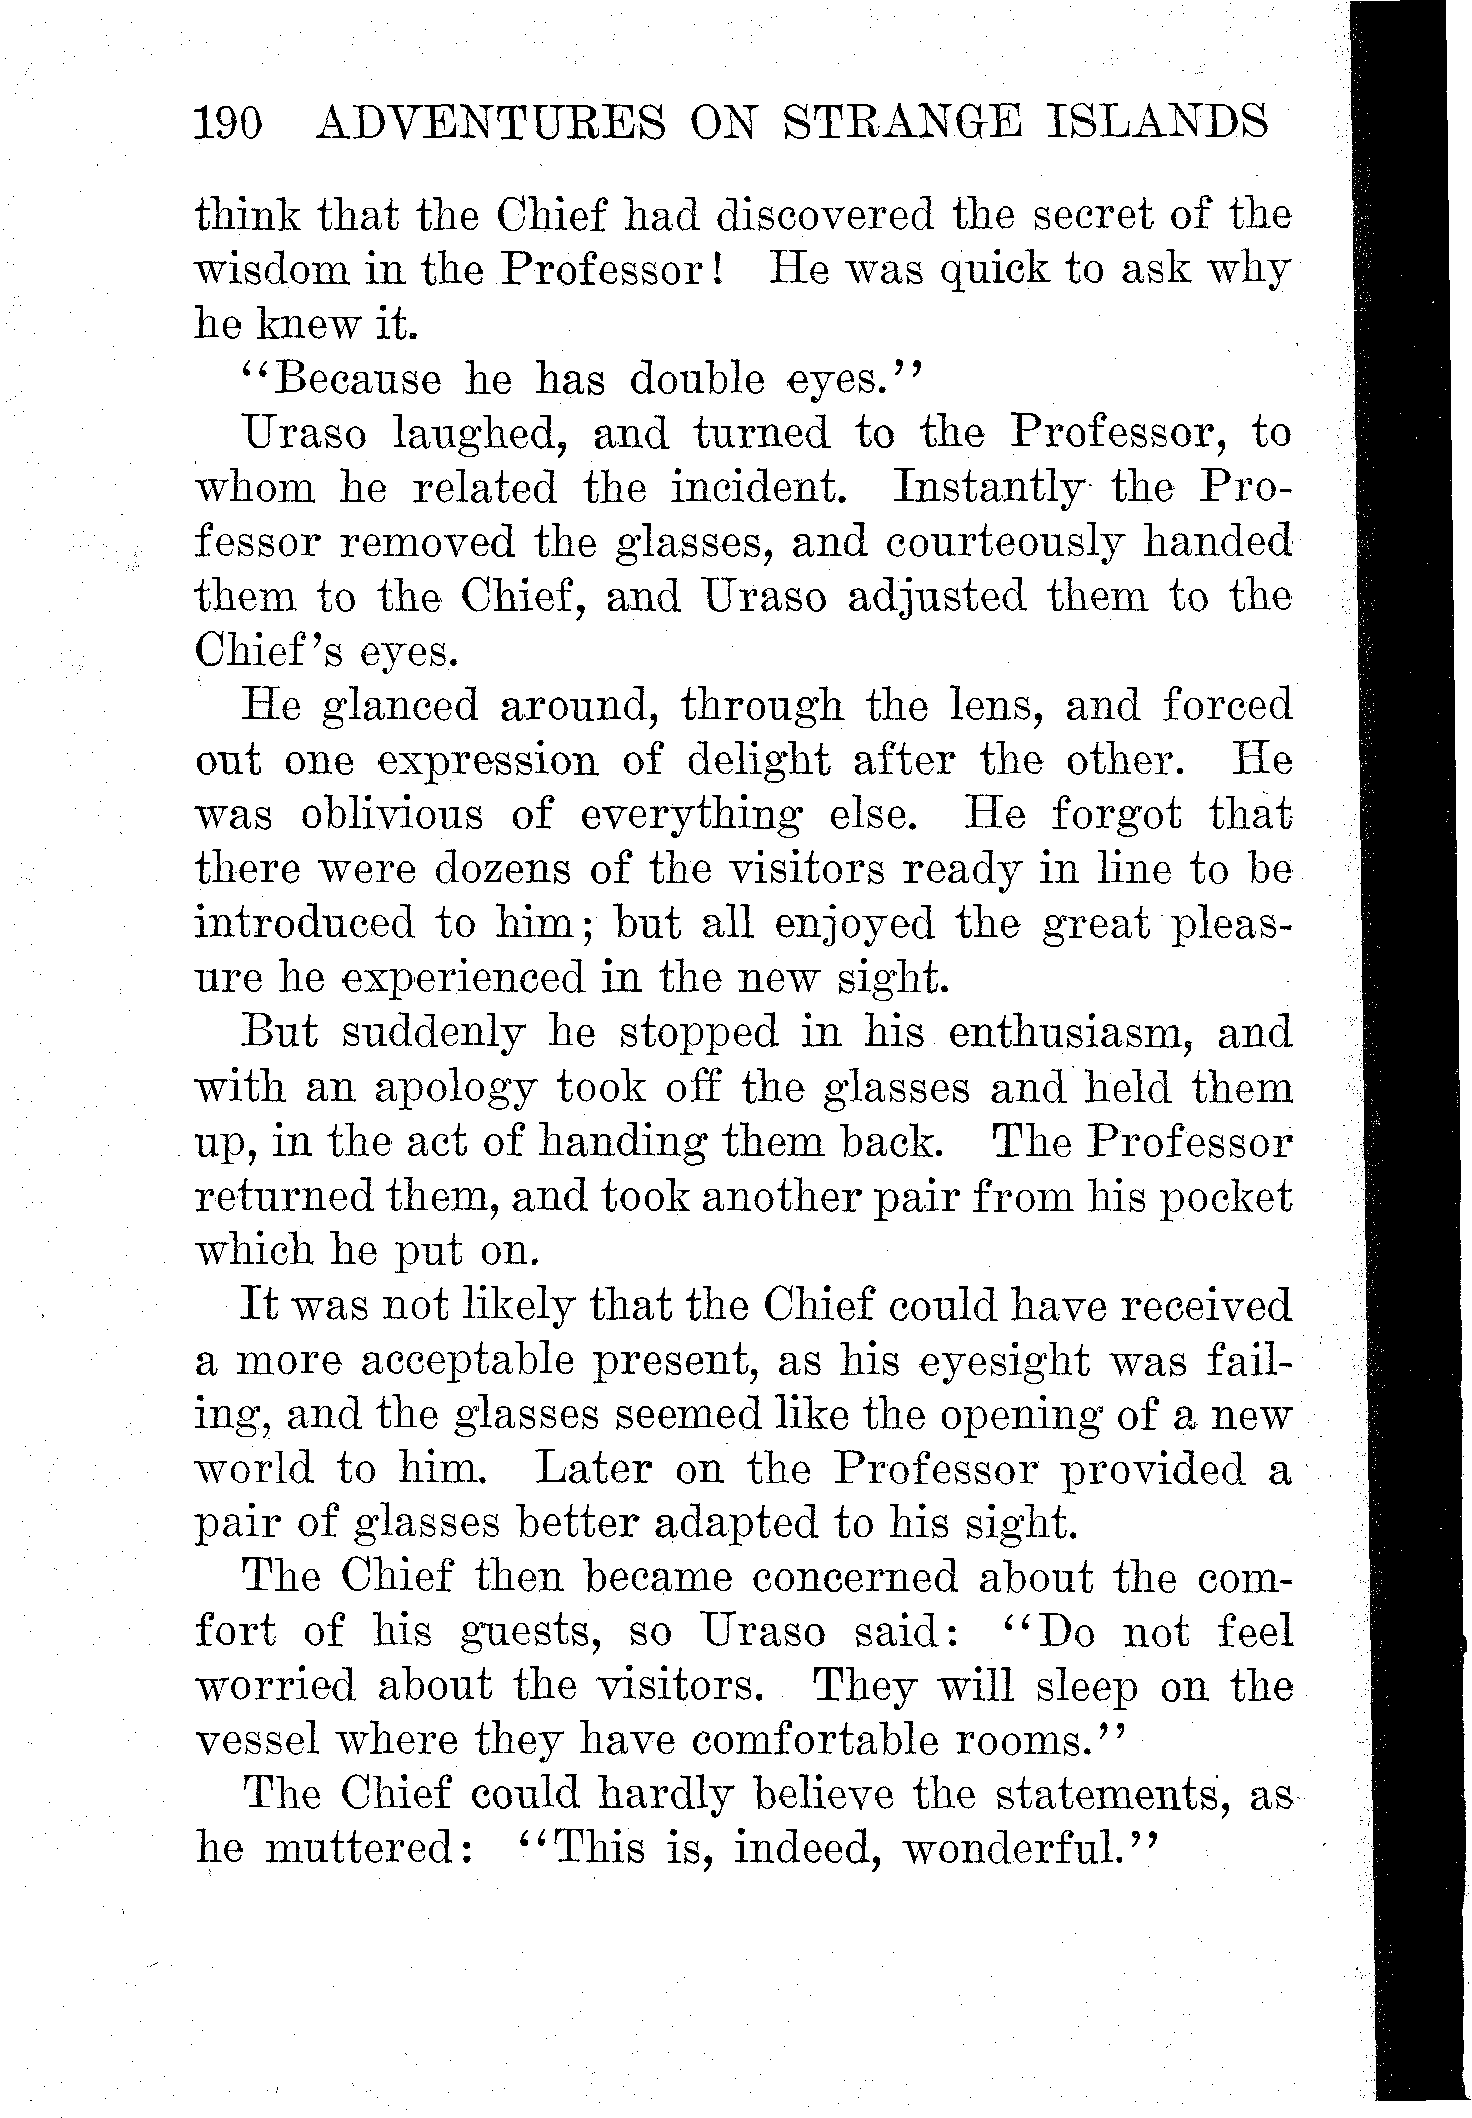 190 ADVENTURES ON STRANGE ISLANDS
think that the Chief had discovered the secret of the
wisdom in the Professor! He was quick to ask why
he knew it.
"Because he has double eyes."
Uraso laughed, and turned to the Professor, to
whom he related the incident. Instantly the Pro-
fessor removed the glasses, and courteously handed
them to the Chief, and Uraso adjusted them to the
Chief's eyes.
He glanced around, through the lens, and forced
out one expression of delight after the other. He
was oblivious of everything else. He forgot that
there were dozens of the visitors ready in line to be
introduced to him; but all enjoyed the great pleas-
ure he experienced in the new sight.
But suddenly he stopped in his enthusiasm, and
with an apology took off the glasses and held them
up, in the act of handing them back. The Professor
returned them, and took another pair from his pocket
which he put on.
It was not likely that the Chief could have received
a more acceptable present, as his eyesight was fail-
ing, and the glasses seemed like the opening of a new
world to him. Later on the Professor provided a
pair of glasses better adapted to his sight.
The Chief then became concerned about the com-
fort of his guests, so Uraso said: "Do not feel
worried about the visitors. They will sleep on the
vessel where they have comfortable rooms."
The Chief could hardly believe the statements, as
he muttered: "This is, indeed, wonderful."